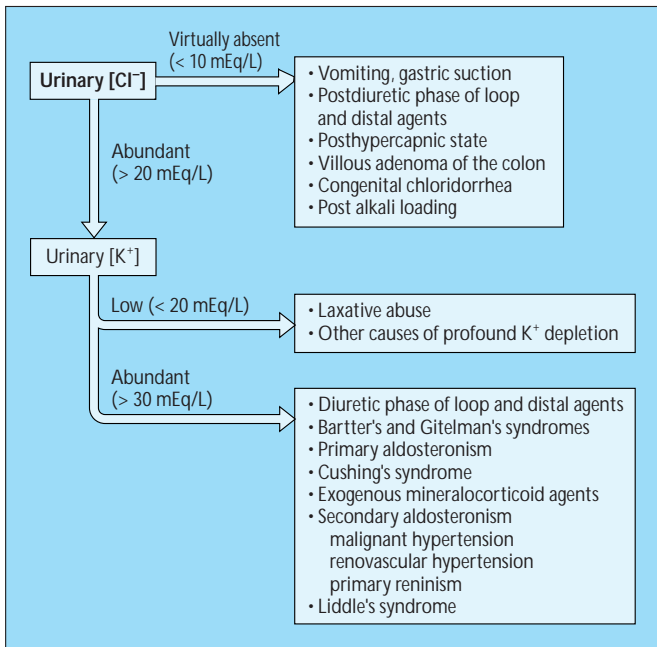 Virtually absent
(< 10 mEq/L)
Urinary [Cl⁻]
• Vomiting, gastric suction
• Postdiuretic phase of loop
and distal agents
• Posthypercapnic state
• Villous adenoma of the colon
• Congenital chloridorrhea
• Post alkali loading
Abundant
(> 20 mEq/L)
Urinary [K⁺]
Low (< 20 mEq/L)
• Laxative abuse
• Other causes of profound K⁺ depletion
Abundant
(> 30 mEq/L)
• Diuretic phase of loop and distal agents
• Bartter's and Gitelman's syndromes
• Primary aldosteronism
• Cushing's syndrome
• Exogenous mineralocorticoid agents
• Secondary aldosteronism
malignant hypertension
renovascular hypertension
primary reninism
• Liddle's syndrome